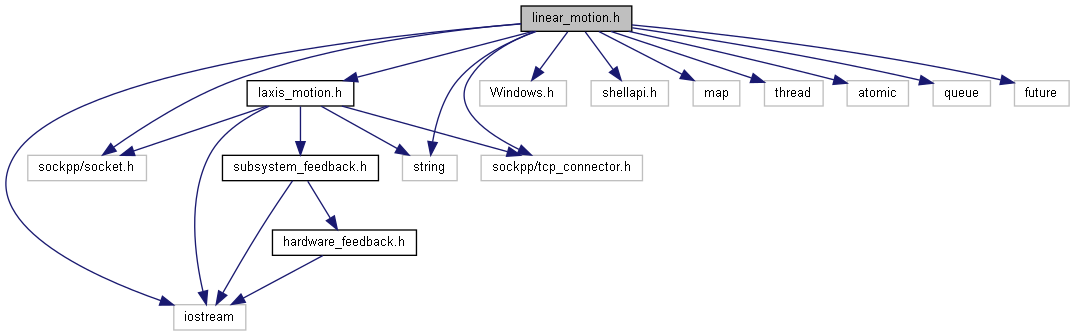 linear_motion.h
laxis_motion.h
Windows.h
shellapi.h
map
thread
atomic
queue
future
sockpp/socket.h
subsystem_feedback.h
string
sockpp/tcp_connector.h
hardware_feedback.h
iostream